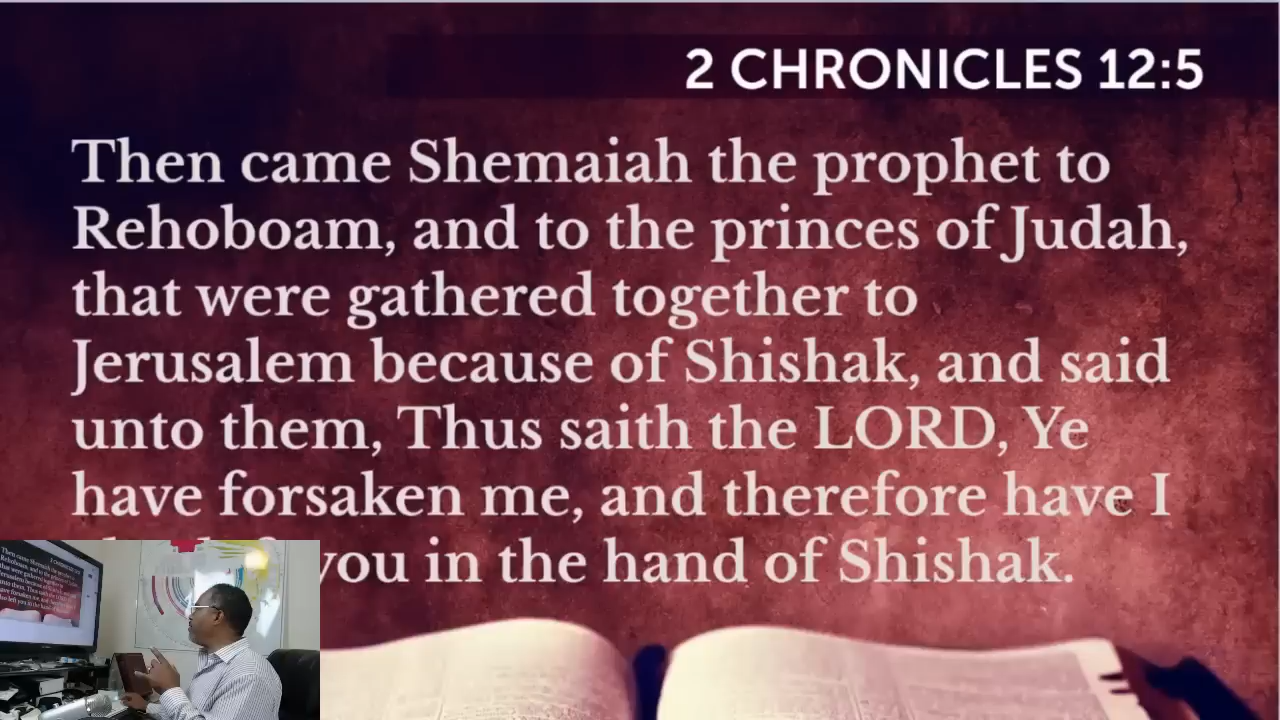 2 CHRONICLES 12:5
Then came Shemaiah the prophet to
Rehoboam, and to the princes of Judah,
that were gathered together to
Jerusalem because of Shishak, and said
unto them, Thus saith the LORD, Ye
have forsaken me, and therefore have I
you in the hand of Shishak.